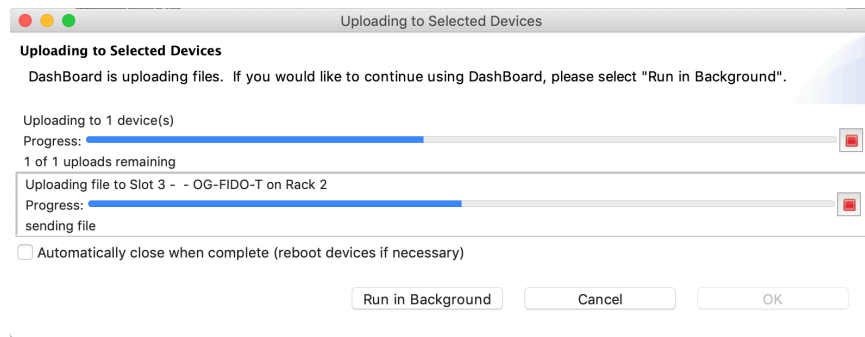 Uploading to Selected Devices
Uploading to Selected Devices
DashBoard is uploading files. If you would like to continue using DashBoard, please select "Run in Background".
Uploading to 1 device(s)
Progress:
1 of 1 uploads remaining
Uploading file to Slot 3 - - OG-FIDO-T on Rack 2
Progress:
sending file
Automatically close when complete (reboot devices if necessary)
Run in Background Cancel OK